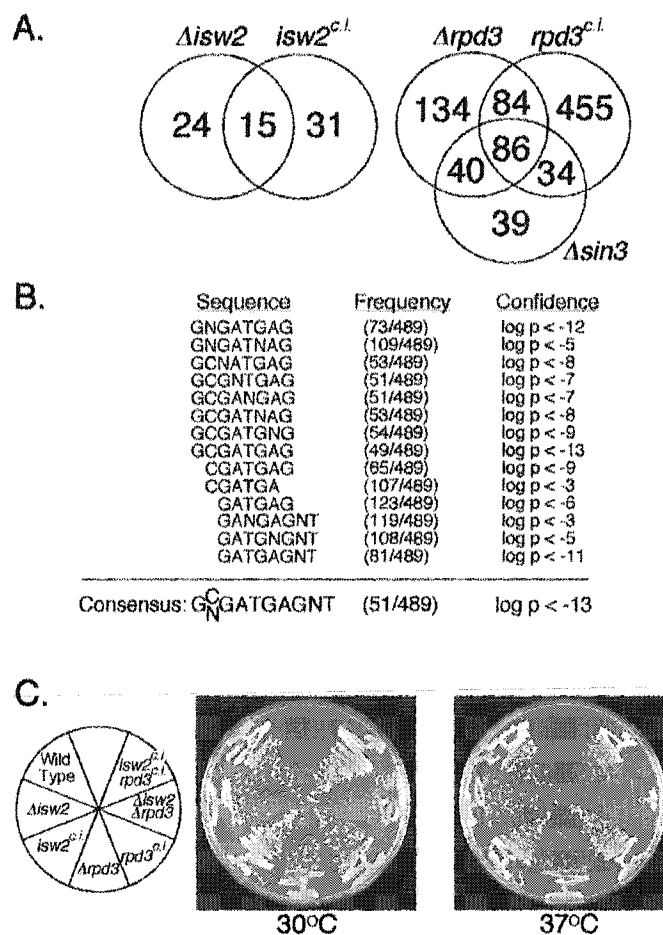 A.
Δisw2 isw2c.i.
24 15 31
Δrpd3 rpd3c.i.
134 84 455
86
40 34
39
Δsin3
B.
Sequence Frequency Confidence
GNGATGAG (73/489) log p < -12
GNGATNAG (109/489) log p < -5
GCNATGAG (53/489) log p < -8
GCGNTGAG (51/489) log p < -7
GCGANGAG (51/489) log p < -7
GCGATNAG (53/489) log p < -8
GCGATGNG (54/489) log p < -9
GCGATGAG (49/489) log p < -13
CGATGAG (65/489) log p < -9
CGATGA (107/489) log p < -3
GATGAG (123/489) log p < -6
GANGAGNT (119/489) log p < -3
GATGNGNT (108/489) log p < -5
GATGAGNT (81/489) log p < -11
Consensus: GC/NGATGAGNT (51/489) log p < -13
C.
Wild
Type
isw2c.i.
rpd3c.i.
Δisw2
Δisw2
Δrpd3
isw2c.i.
Δrpd3
rpd3c.i.
30°C
37°C